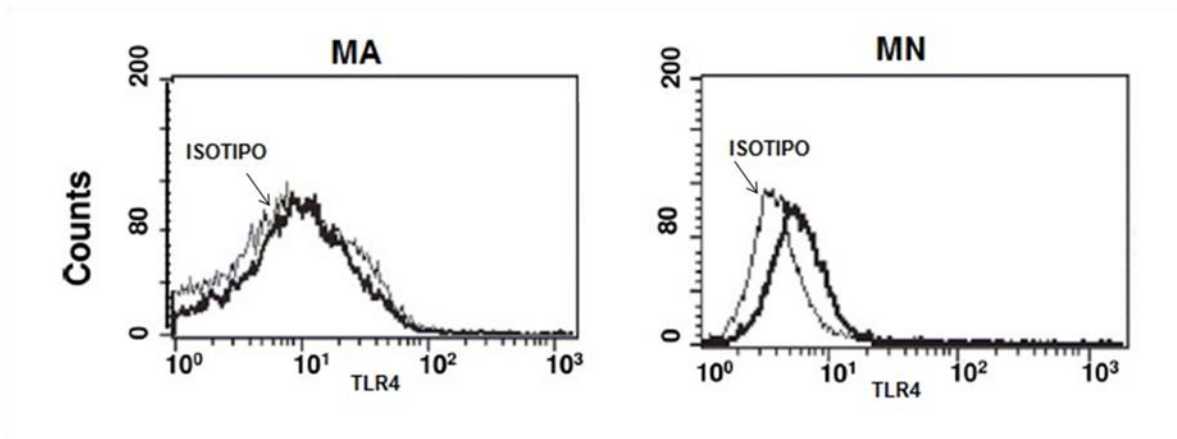 MA
200
ISOTIPO
80
Counts
0
10⁰ 10¹ 10² 10³
TLR4
MN
200
ISOTIPO
80
0
10⁰ 10¹ 10² 10³
TLR4